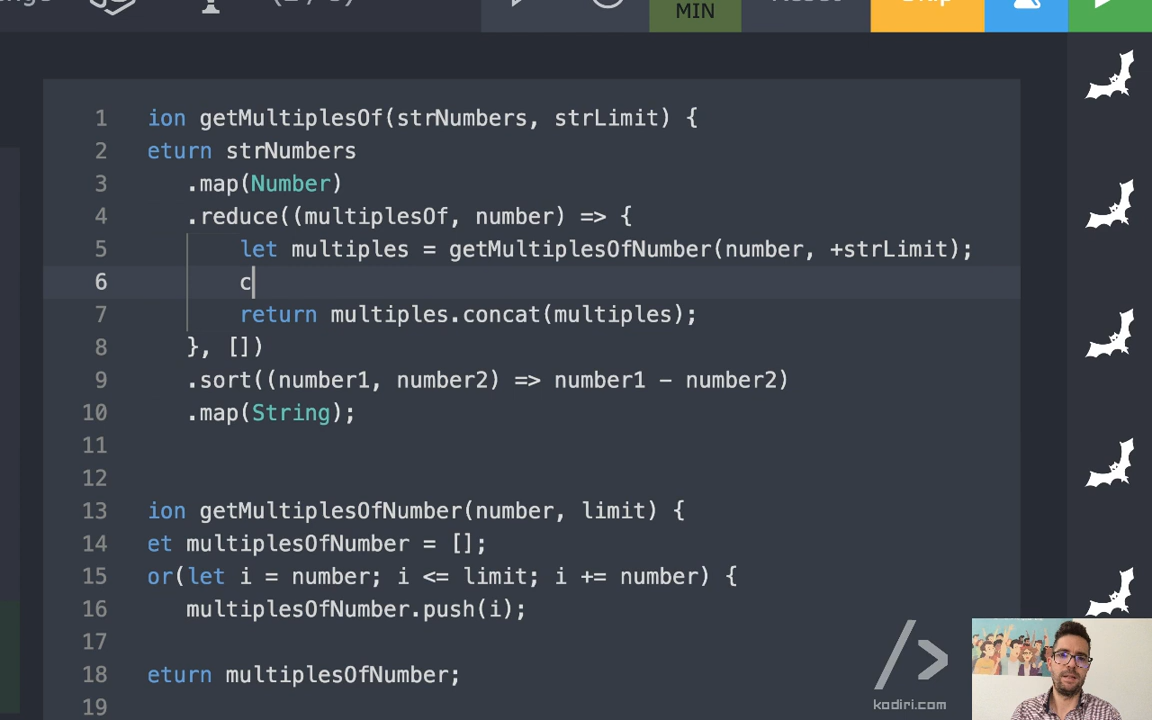 MIN
1 ion getMultiplesOf(strNumbers, strLimit) {
2 eturn strNumbers
3 .map(Number)
4 .reduce((multiplesOf, number) => {
5 let multiples = getMultiplesOfNumber(number, +strLimit);
6 c
7 return multiples.concat(multiples);
8 }, [])
9 .sort((number1, number2) => number1 - number2)
10 .map(String);
11
12
13 ion getMultiplesOfNumber(number, limit) {
14 et multiplesOfNumber = [];
15 or(let i = number; i <= limit; i += number) {
16 multiplesOfNumber.push(i);
17
18 eturn multiplesOfNumber;
19
</> kodiri.com